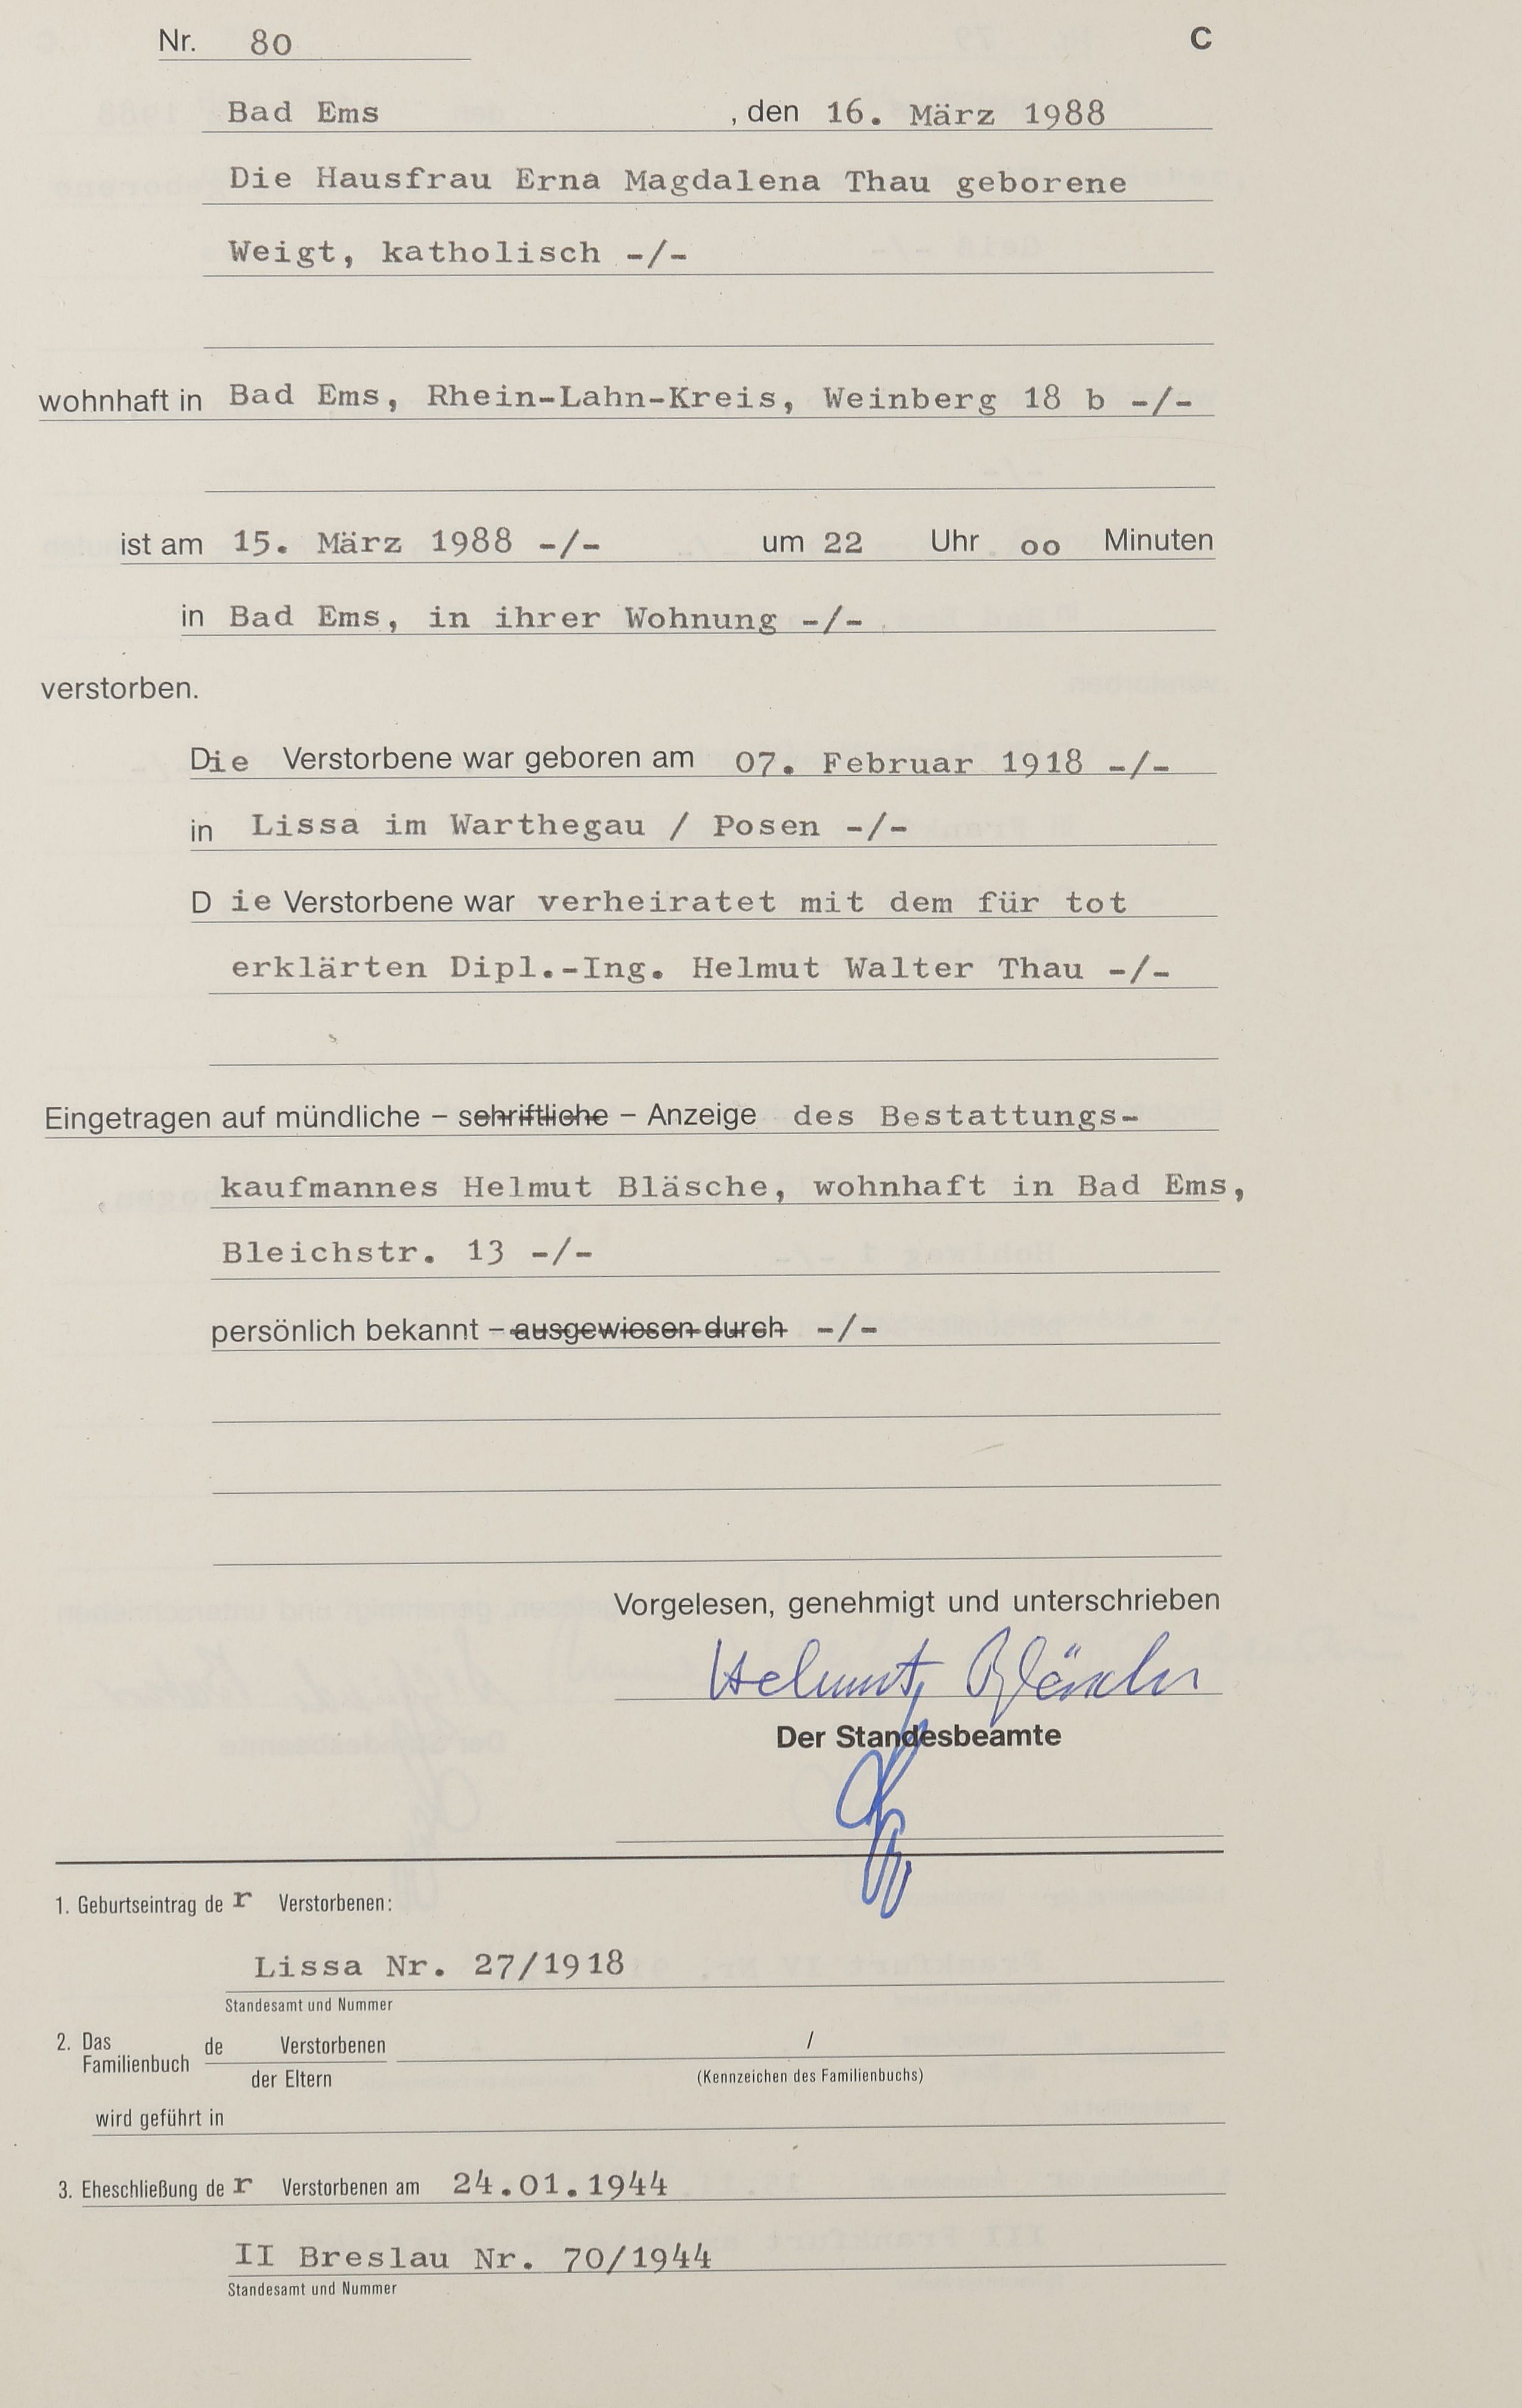 Nr. 80 C
Bad Ems , den 16. März 1988
Die Hausfrau Erna Magdalena Thau geborene
Weigt, katholisch -/-
wohnhaft in Bad Ems, Rhein-Lahn-Kreis, Weinberg 18 b -/-
ist am 15. März 1988 -/- um 22 Uhr oo Minuten
in Bad Ems, in ihrer Wohnung -/-
verstorben.
Die Verstorbene war geboren am 07. Februar 1918 -/-
in Lissa im Warthegau / Posen -/-
D ie Verstorbene war verheiratet mit dem für tot
erklärten Dipl.-Ing. Helmut Walter Thau -/-
Eingetragen auf mündliche – schriftliche – Anzeige des Bestattungs-
kaufmannes Helmut Bläsche, wohnhaft in Bad Ems,
Bleichstr. 13 -/-
persönlich bekannt – ausgewiesen durch -/-
Vorgelesen, genehmigt und unterschrieben
Helmut Bläsche
Der Standesbeamte
1. Geburtseintrag de r Verstorbenen:
Lissa Nr. 27/1918
Standesamt und Nummer
2. Das Familienbuch de Verstorbenen /
der Eltern (Kennzeichen des Familienbuchs)
wird geführt in
3. Eheschließung de r Verstorbenen am 24.01.1944
II Breslau Nr. 70/1944
Standesamt und Nummer